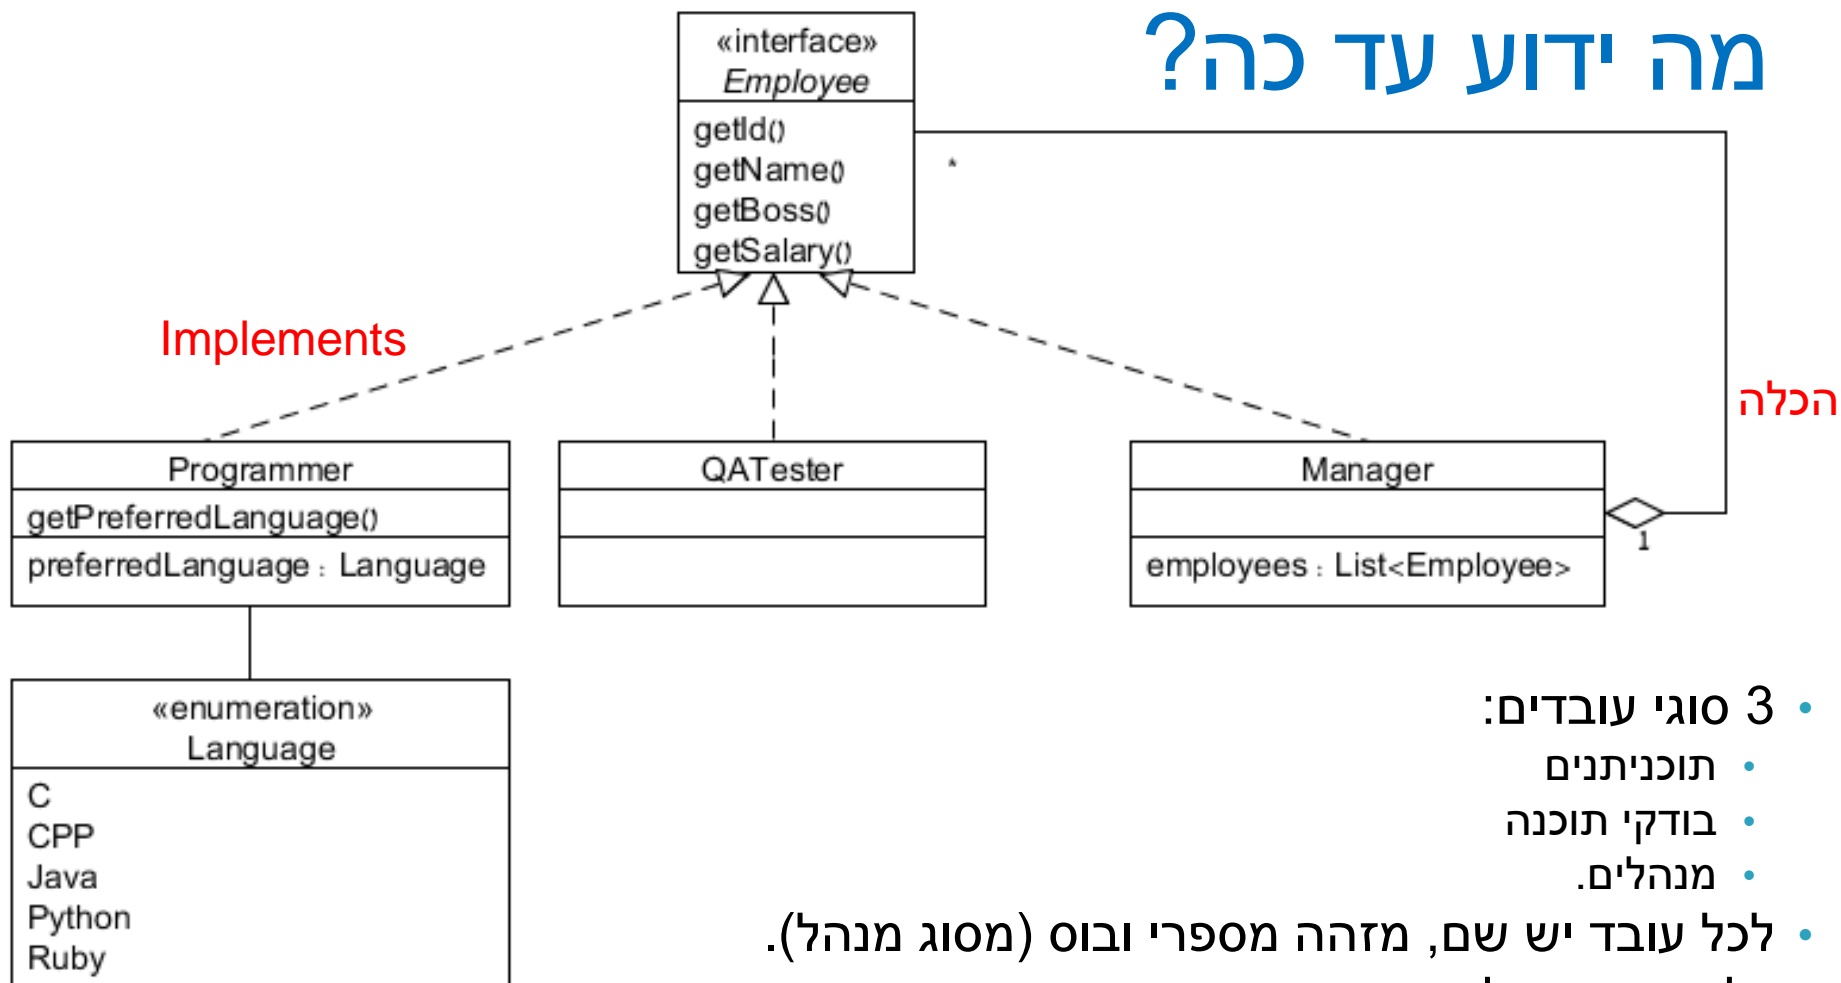 מה ידוע עד כה?
«interface»
Employee
getId()
getName()
getBoss()
getSalary()
*
Implements
הכלה
Programmer
getPreferredLanguage()
preferredLanguage : Language
QATester
Manager
employees : List<Employee>
1
«enumeration»
Language
C
CPP
Java
Python
Ruby
• 3 סוגי עובדים:
• תוכניתנים
• בודקי תוכנה
• מנהלים.
• לכל עובד יש שם, מזהה מספרי ובוס (מסוג מנהל).